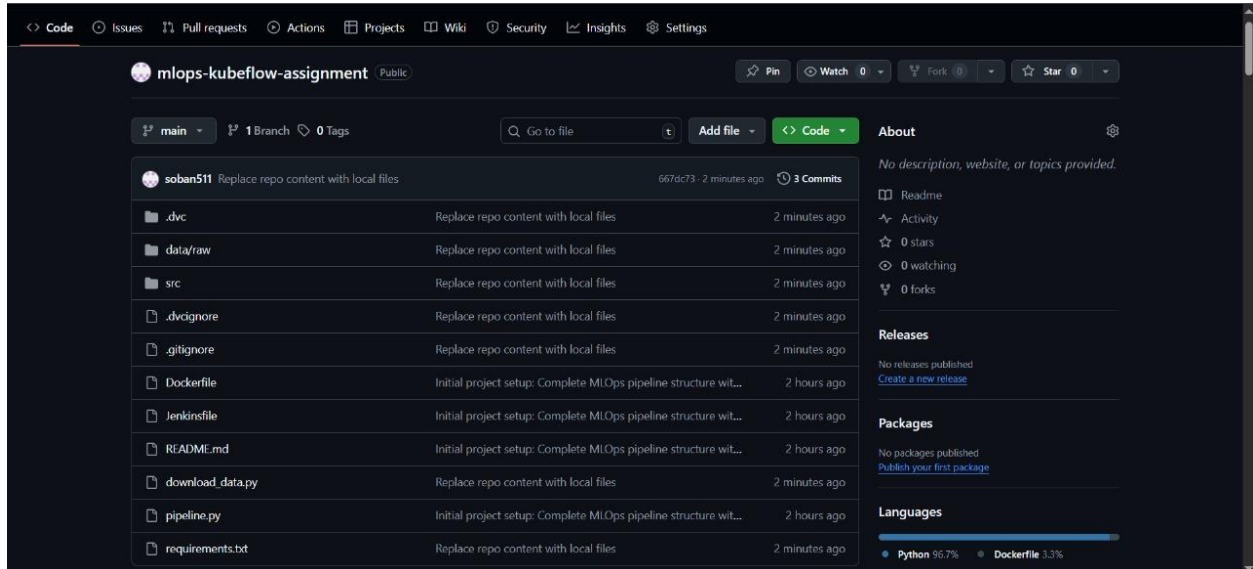 Code Issues Pull requests Actions Projects Wiki Security Insights Settings
mlops-kubeflow-assignment Public Pin Watch 0 Fork 0 Star 0
main 1 Branch 0 Tags Go to file t Add file Code
soban511 Replace repo content with local files 667dc73 · 2 minutes ago 3 Commits
.dvc Replace repo content with local files 2 minutes ago
data/raw Replace repo content with local files 2 minutes ago
src Replace repo content with local files 2 minutes ago
.dvcignore Replace repo content with local files 2 minutes ago
.gitignore Replace repo content with local files 2 minutes ago
Dockerfile Initial project setup: Complete MLOps pipeline structure wit... 2 hours ago
Jenkinsfile Initial project setup: Complete MLOps pipeline structure wit... 2 hours ago
README.md Initial project setup: Complete MLOps pipeline structure wit... 2 hours ago
download_data.py Replace repo content with local files 2 minutes ago
pipeline.py Initial project setup: Complete MLOps pipeline structure wit... 2 hours ago
requirements.txt Replace repo content with local files 2 minutes ago
About
No description, website, or topics provided.
Readme
Activity
0 stars
0 watching
0 forks
Releases
No releases published
Create a new release
Packages
No packages published
Publish your first package
Languages
Python 96.7% Dockerfile 3.3%